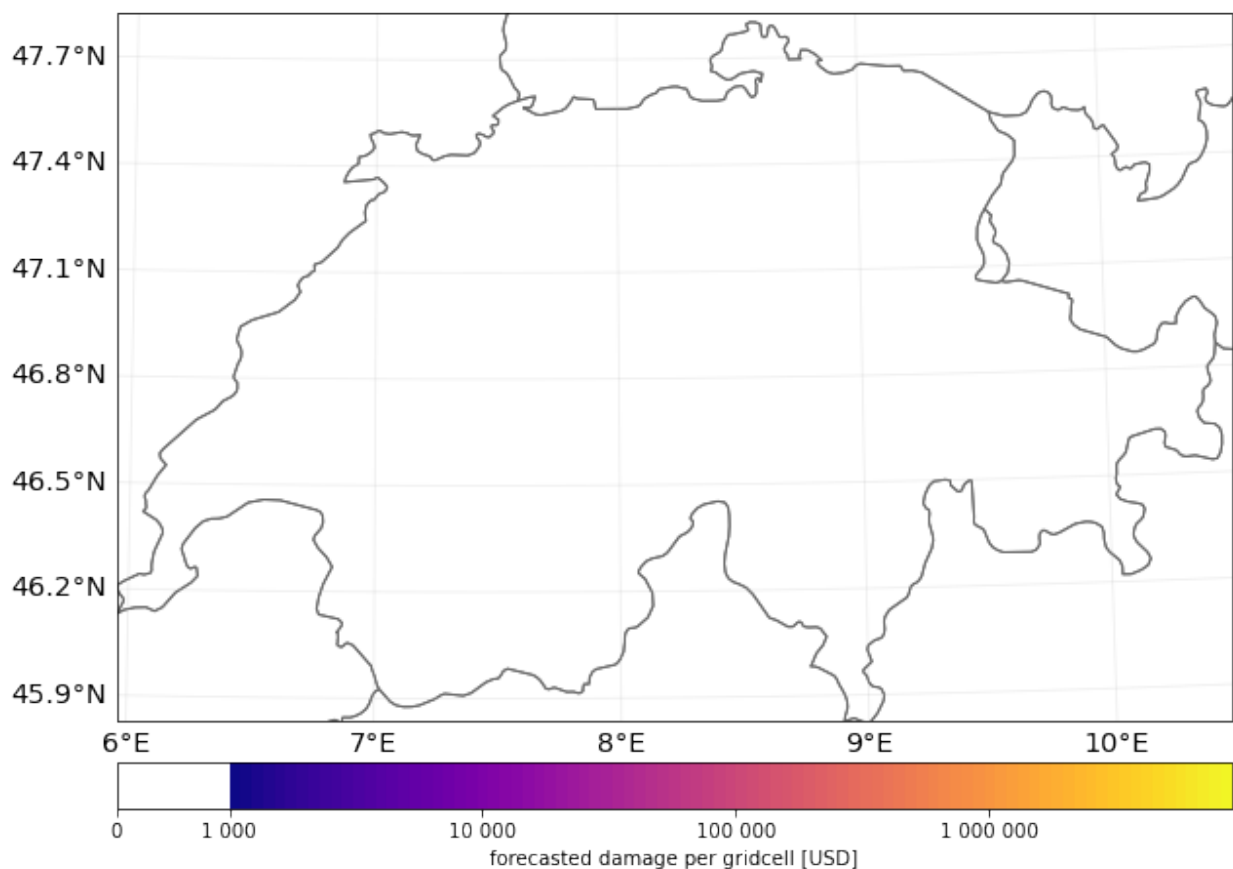 47.7°N
47.4°N
47.1°N
46.8°N
46.5°N
46.2°N
45.9°N
6°E 7°E 8°E 9°E 10°E
0 1 000 10 000 100 000 1 000 000
forecasted damage per gridcell [USD]